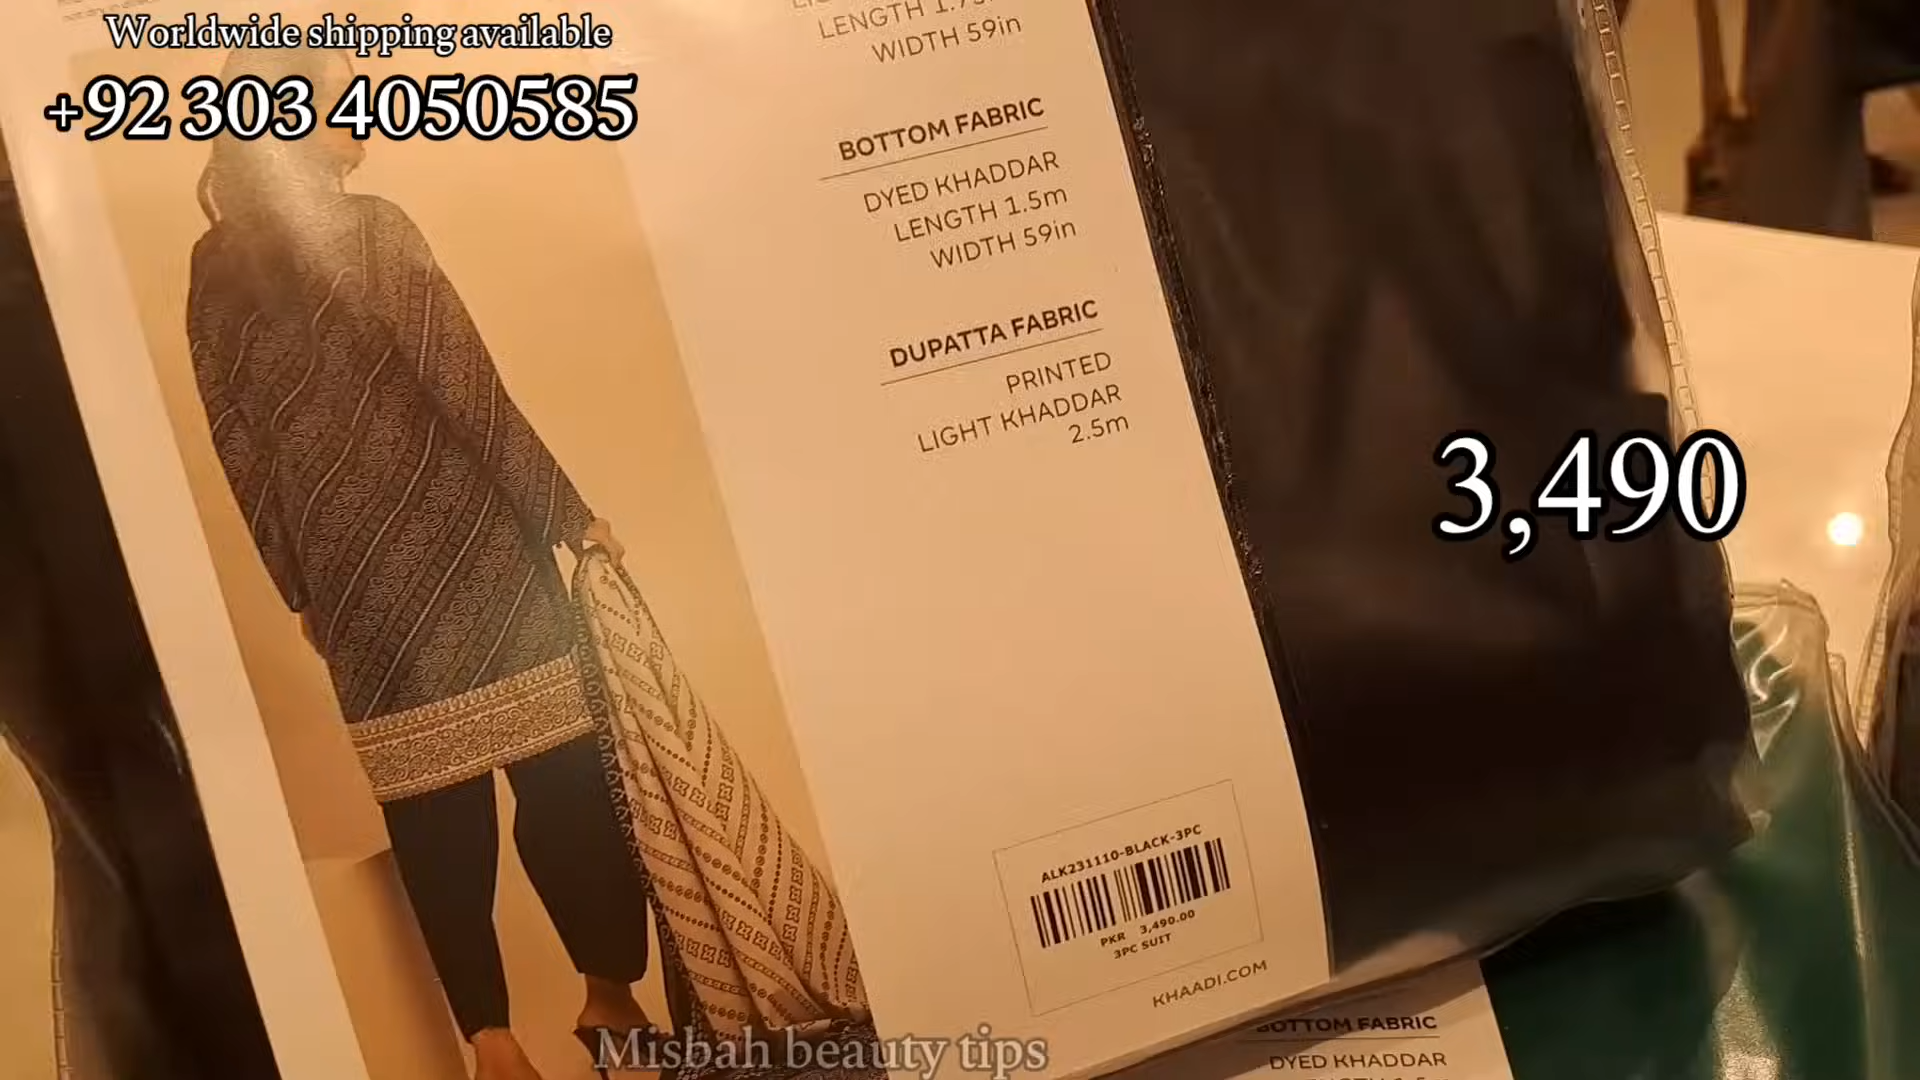 Worldwide shipping available
+92 303 4050585
WIDTH 59in
BOTTOM FABRIC
DYED KHADDAR
LENGTH 1.5m
WIDTH 59in
DUPATTA FABRIC
PRINTED
LIGHT KHADDAR
2.5m
3,490
ALK231110-BLACK-3PC
PKR 3,490.00
3PC SUIT
KHAADI.COM
Misbah beauty tips
BOTTOM FABRIC
DYED KHADDAR